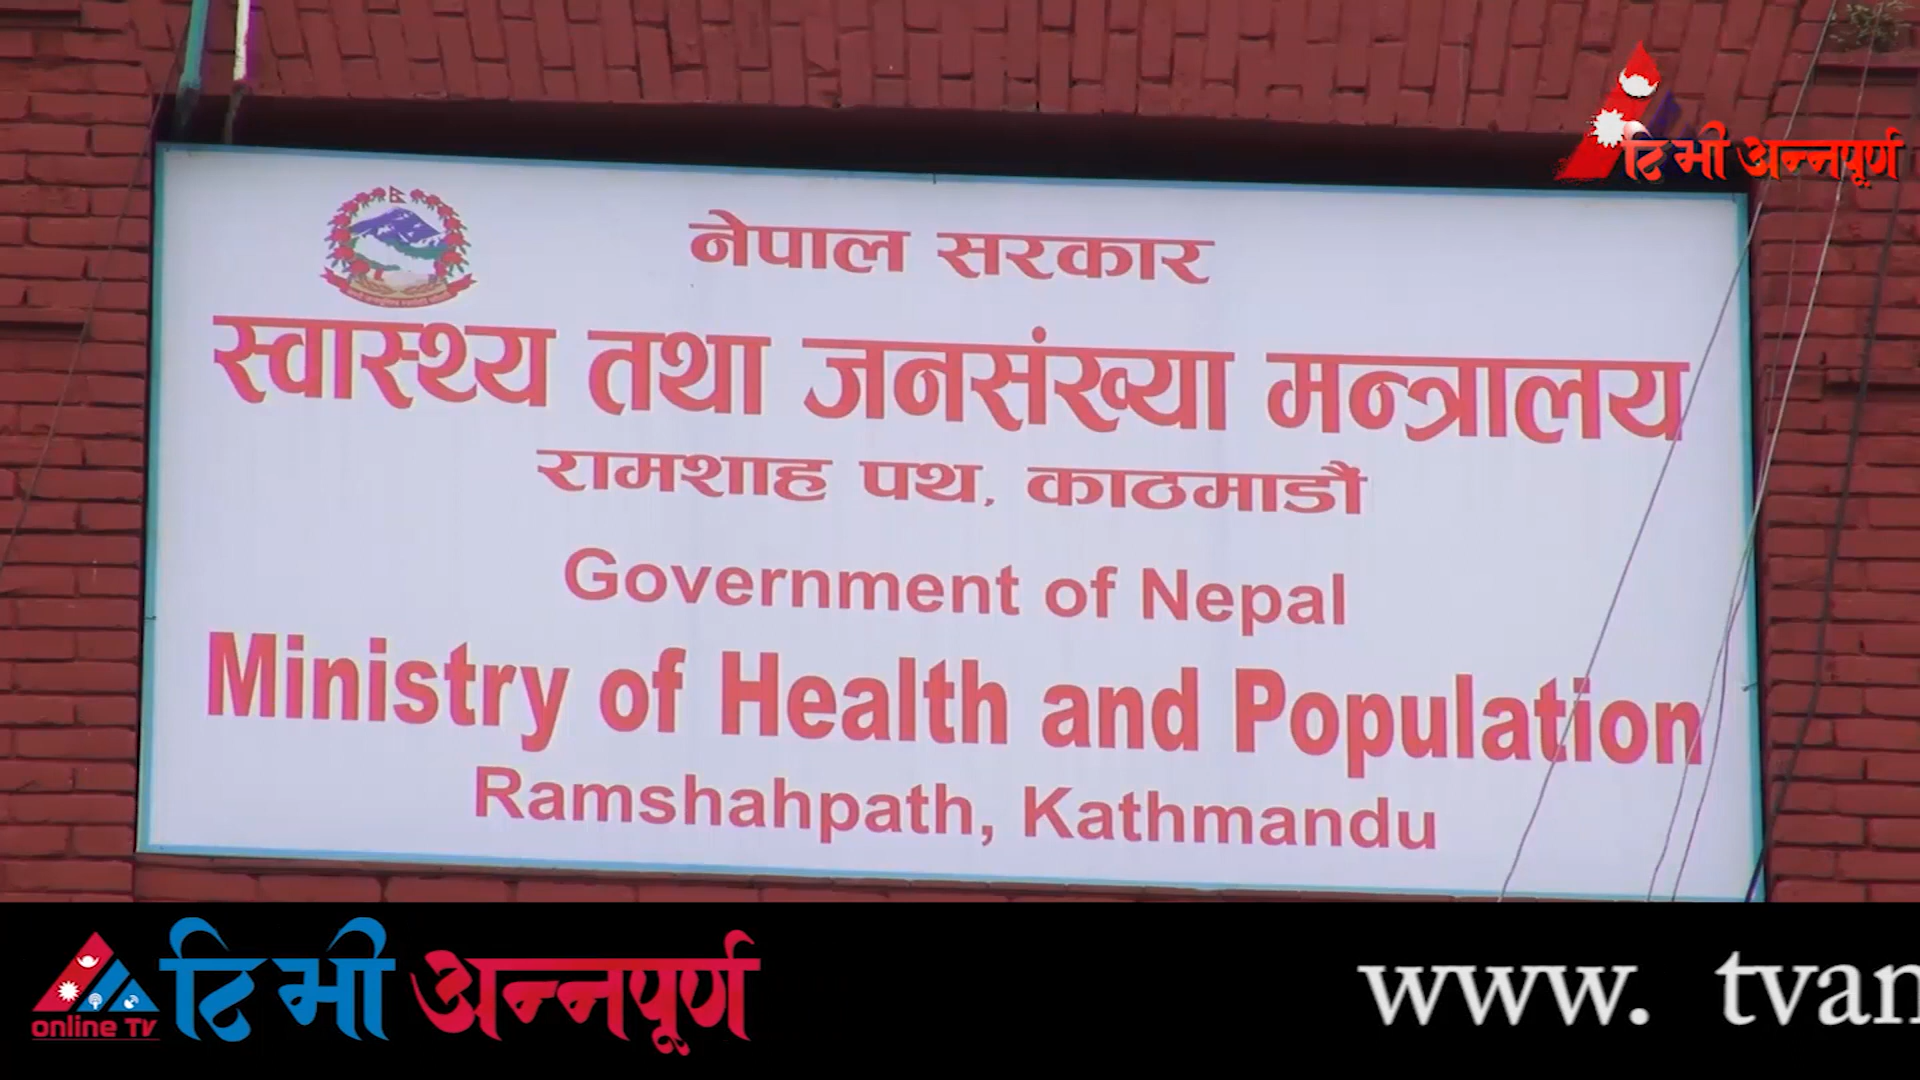 टि भी अन्नपूर्ण
नेपाल सरकार
स्वास्थ्य तथा जनसंख्या मन्त्रालय
रामशाह पथ, काठमाडौं
Government of Nepal
Ministry of Health and Population
Ramshahpath, Kathmandu
online TV
टि भी अन्नपूर्ण
www. tvan